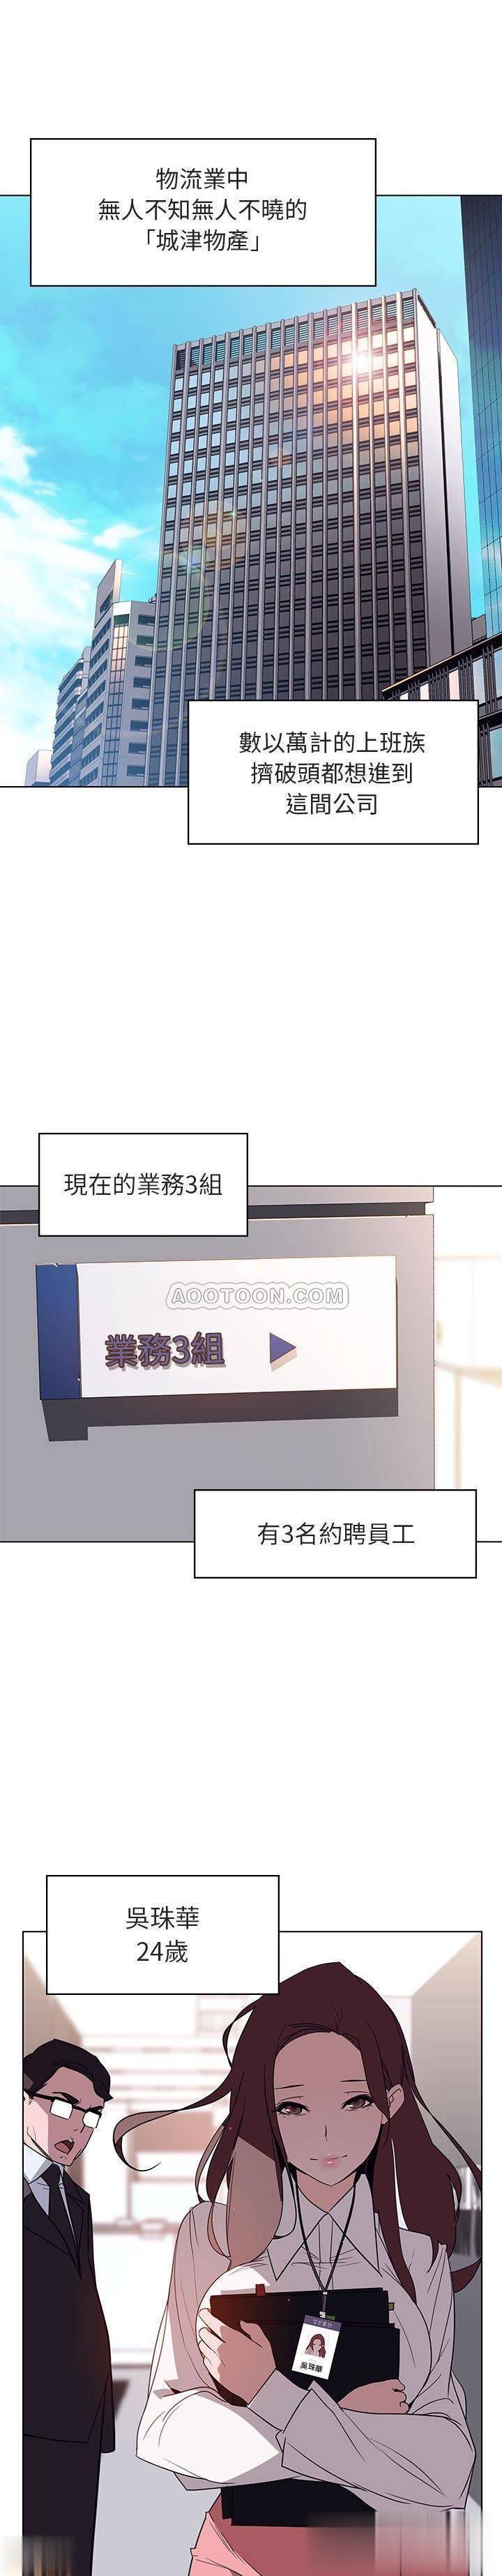 物流業中
無人不知無人不曉的
「城津物產」
數以萬計的上班族
擠破頭都想進到
這間公司
現在的業務3組
AOOTOON.COM
業務3組
有3名約聘員工
吳珠華
24歲
吳珠華